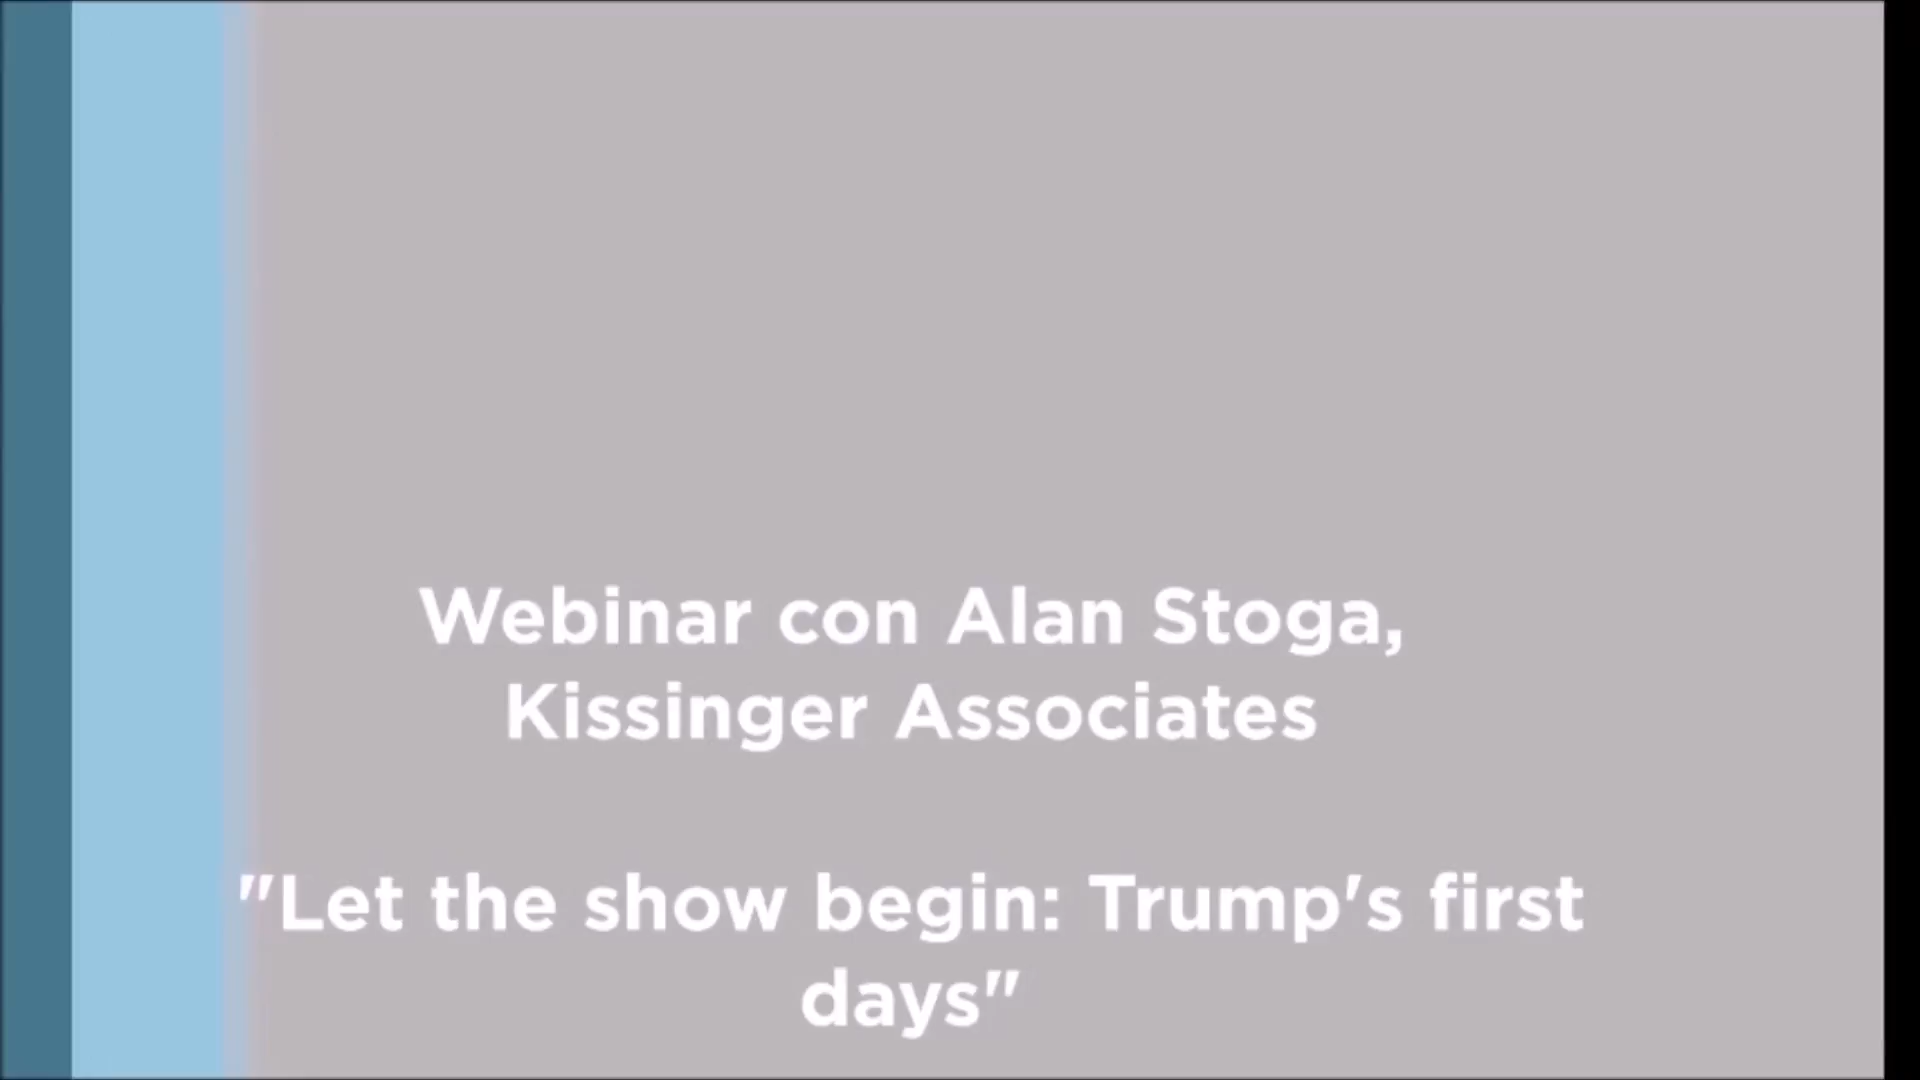 Webinar con Alan Stoga,
Kissinger Associates
"Let the show begin: Trump's first
days"